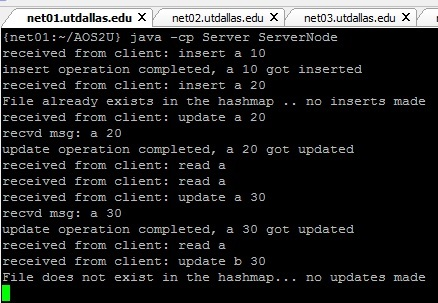 net01.utdallas.edu X net02.utdallas.edu X net03.utdallas.edu X
{net01:~/AOS2U} java -cp Server ServerNode
received from client: insert a 10
insert operation completed, a 10 got inserted
received from client: insert a 20
File already exists in the hashmap .. no inserts made
received from client: update a 20
recvd msg: a 20
update operation completed, a 20 got updated
received from client: read a
received from client: read a
received from client: update a 30
recvd msg: a 30
update operation completed, a 30 got updated
received from client: read a
received from client: update b 30
File does not exist in the hashmap... no updates made